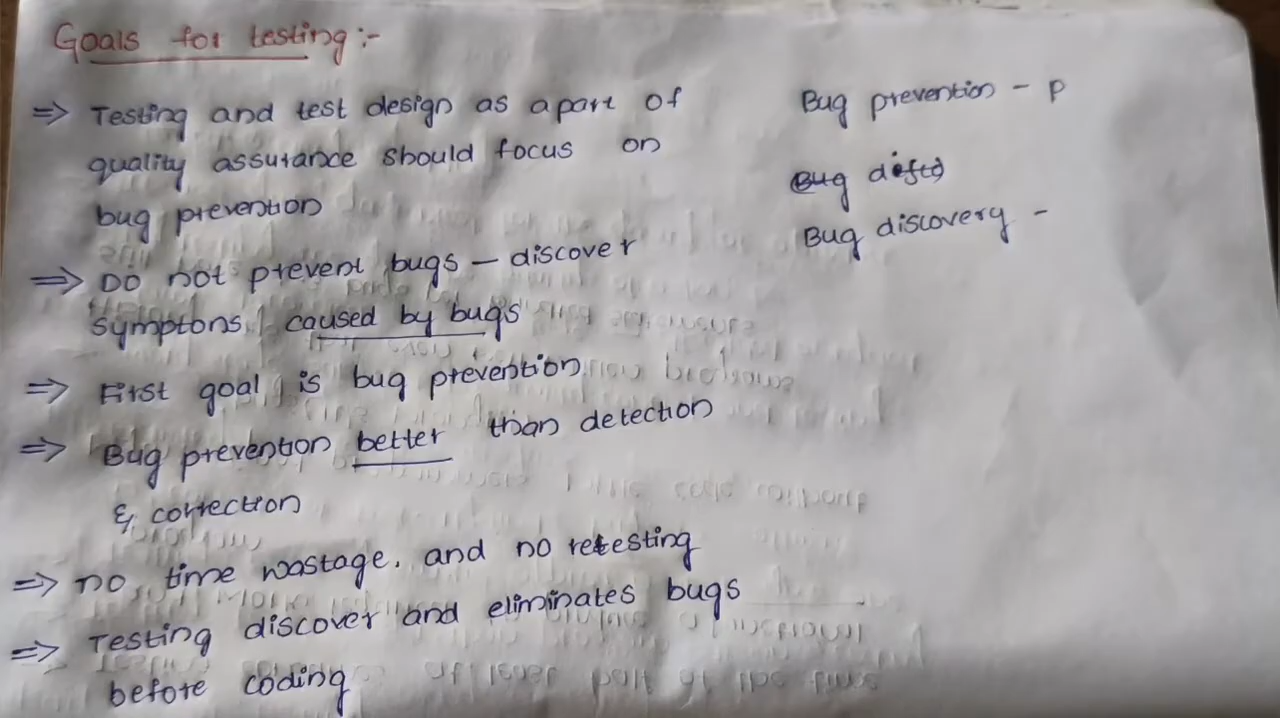 Goals for testing :-
⇒ Testing and test design as a part of
quality assurance should focus on
bug prevention
⇒ Do not prevent bugs – discover
symptons caused by bugs
⇒ First goal is bug prevention
⇒ Bug prevention better than detection
& correction
⇒ no time wastage, and no retesting
⇒ Testing discover and eliminates bugs
before coding
Bug prevention - p
Bug
Bug discovery -